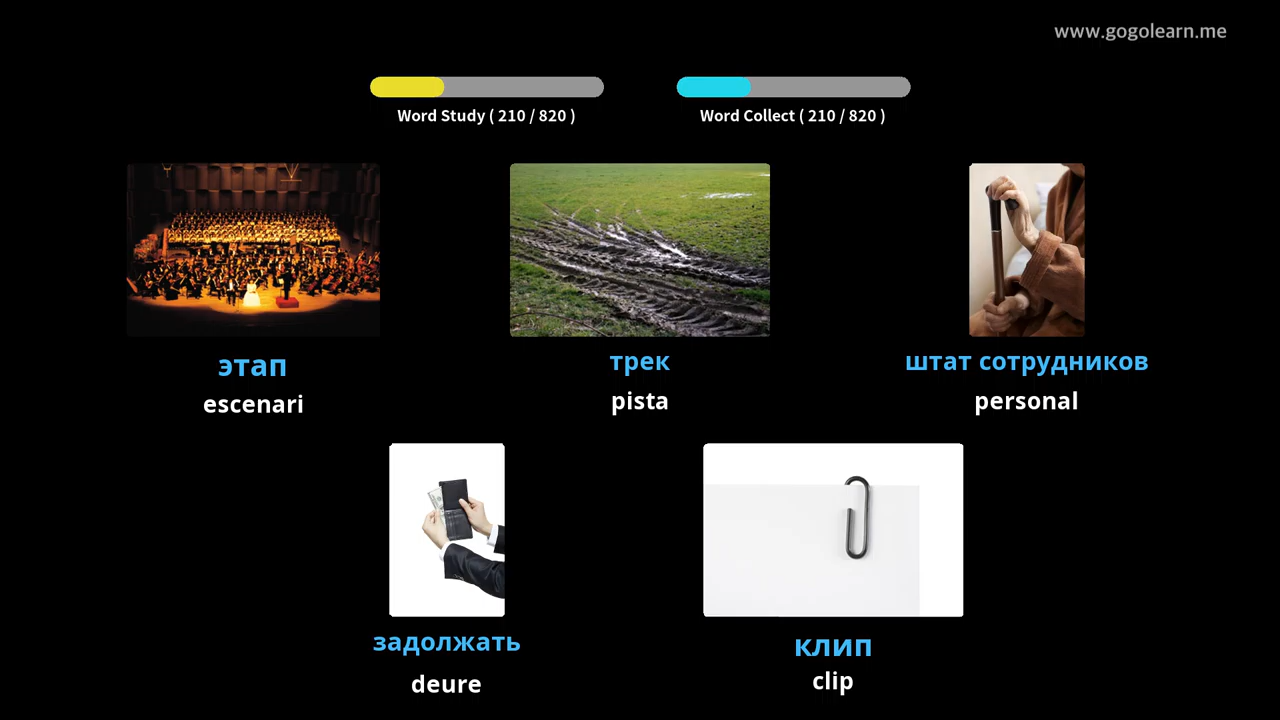 www.gogolearn.me
Word Study ( 210 / 820 )
Word Collect ( 210 / 820 )
этап
escenari
трек
pista
штат сотрудников
personal
задолжать
deure
клип
clip